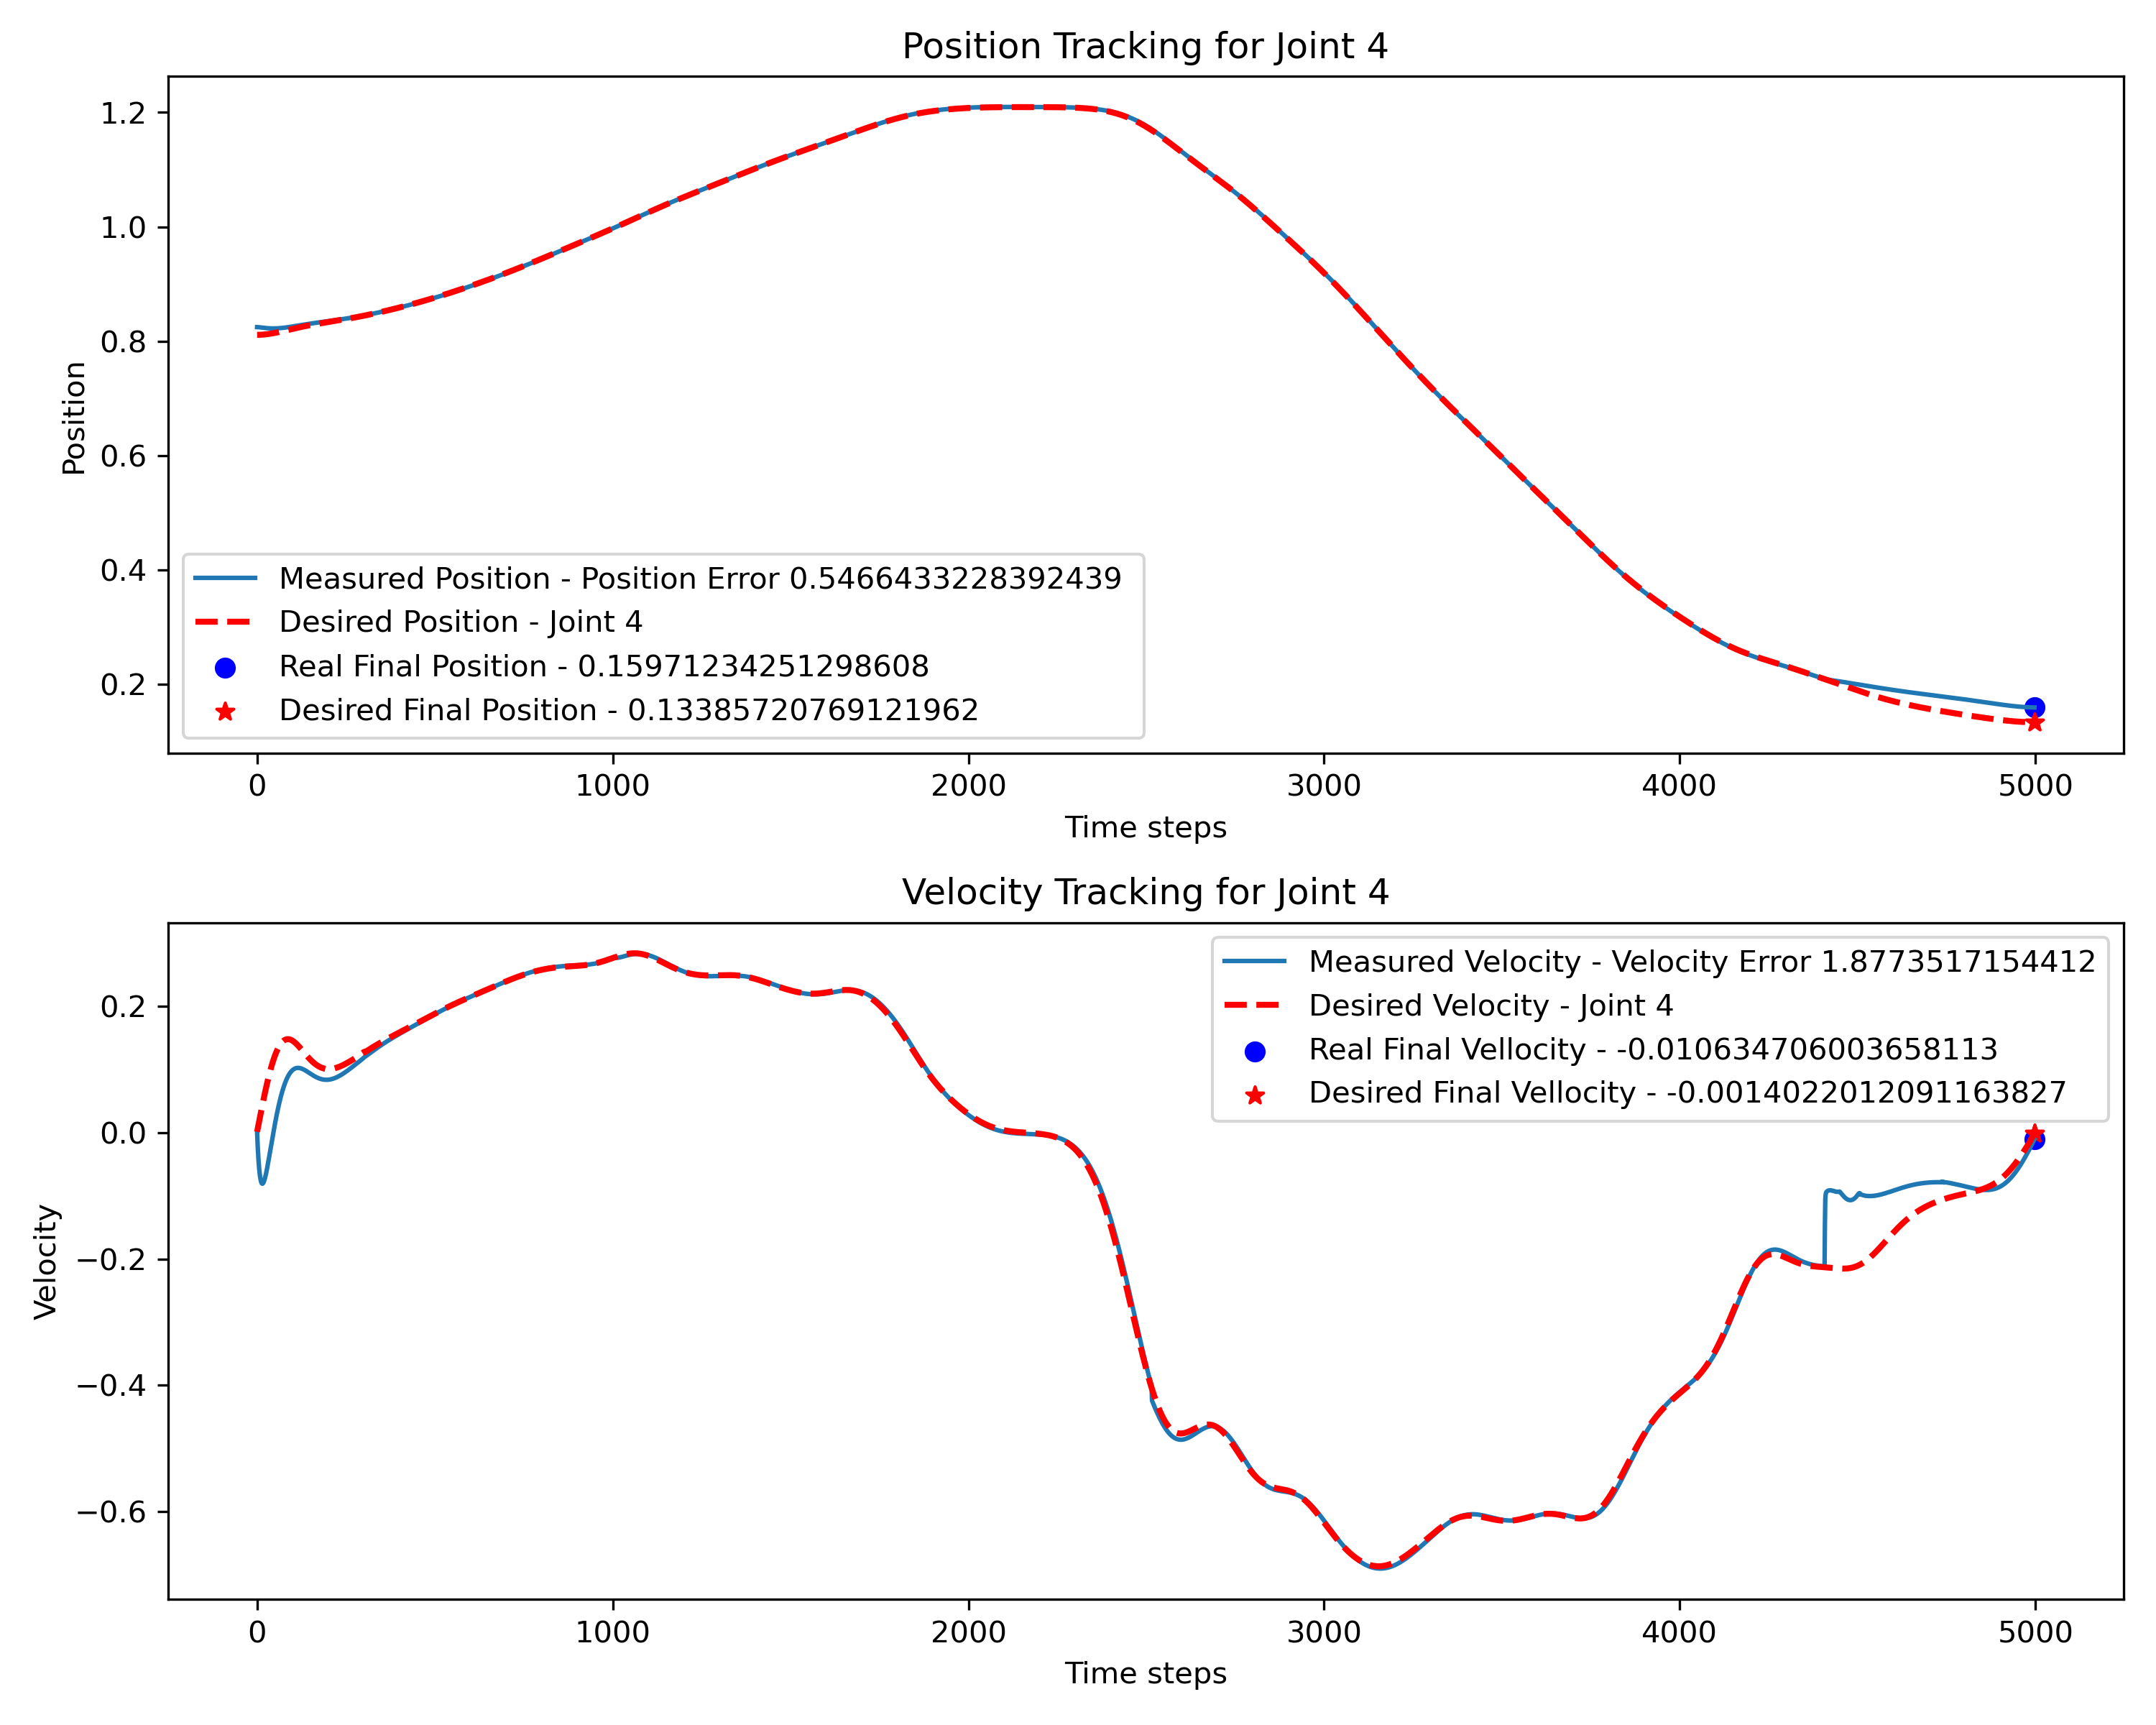 Position Tracking for Joint 4
Position
1.2
1.0
0.8
0.6
0.4
0.2
Measured Position - Position Error 0.5466433228392439
Desired Position - Joint 4
Real Final Position - 0.15971234251298608
Desired Final Position - 0.13385720769121962
0 1000 2000 3000 4000 5000
Time steps
Velocity Tracking for Joint 4
Velocity
0.2
0.0
−0.2
−0.4
−0.6
Measured Velocity - Velocity Error 1.8773517154412
Desired Velocity - Joint 4
Real Final Vellocity - -0.010634706003658113
Desired Final Vellocity - -0.0014022012091163827
0 1000 2000 3000 4000 5000
Time steps